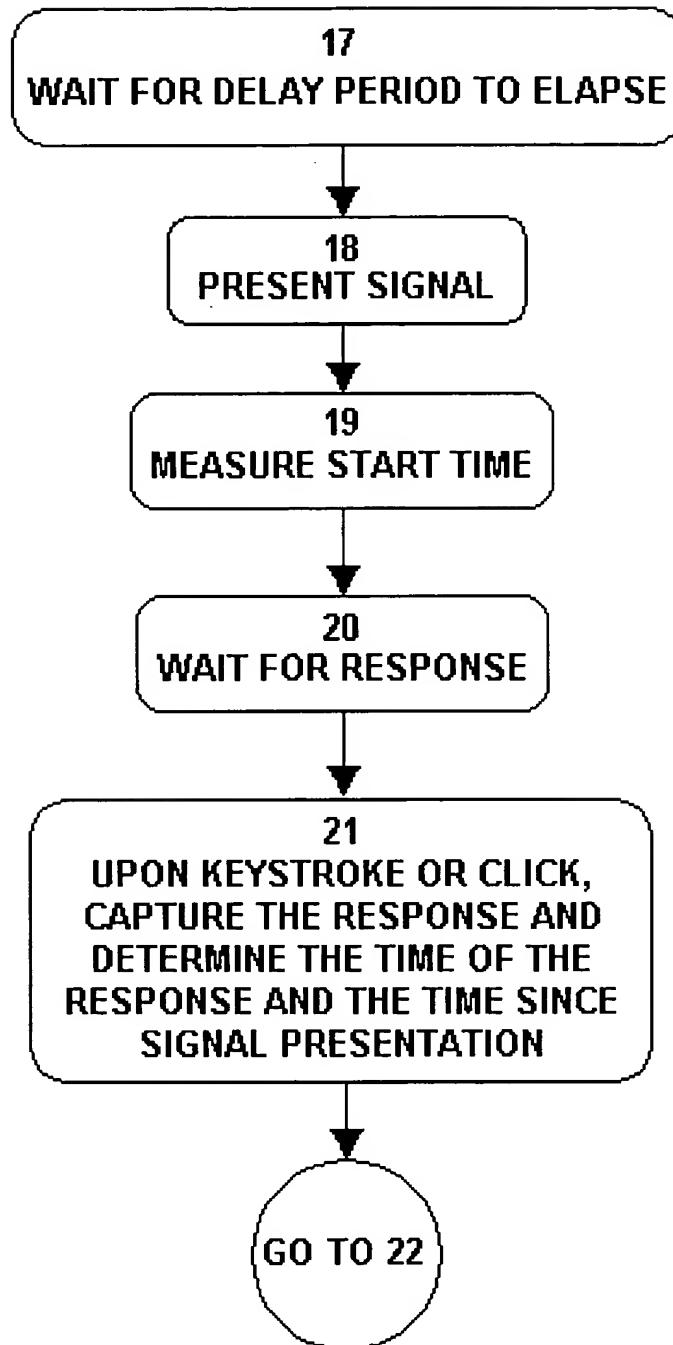 17
WAIT FOR DELAY PERIOD TO ELAPSE
18
PRESENT SIGNAL
19
MEASURE START TIME
20
WAIT FOR RESPONSE
21
UPON KEYSTROKE OR CLICK,
CAPTURE THE RESPONSE AND
DETERMINE THE TIME OF THE
RESPONSE AND THE TIME SINCE
SIGNAL PRESENTATION
GO TO 22